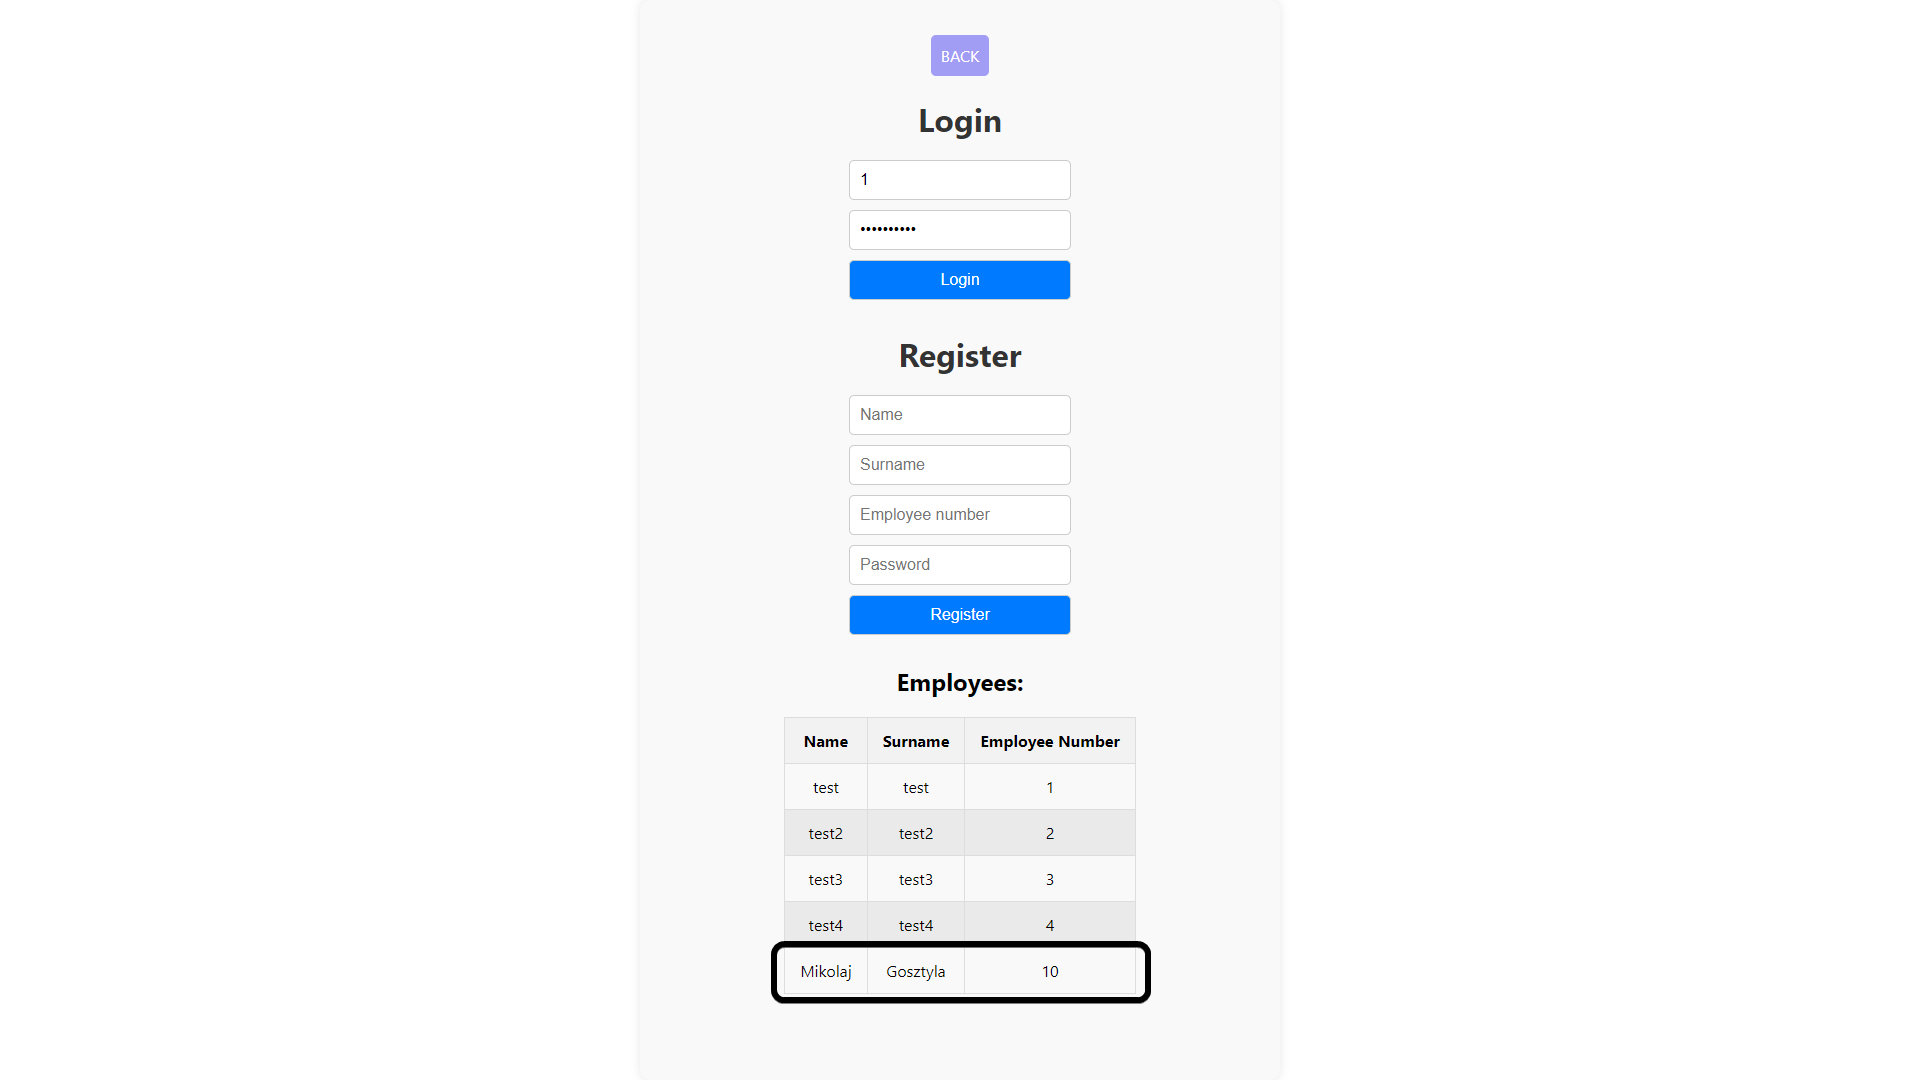 BACK
Login
1
••••••••••
Login
Register
Name
Surname
Employee number
Password
Register
Employees:
Name Surname Employee Number
test test 1
test2 test2 2
test3 test3 3
test4 test4 4
Mikolaj Gosztyla 10